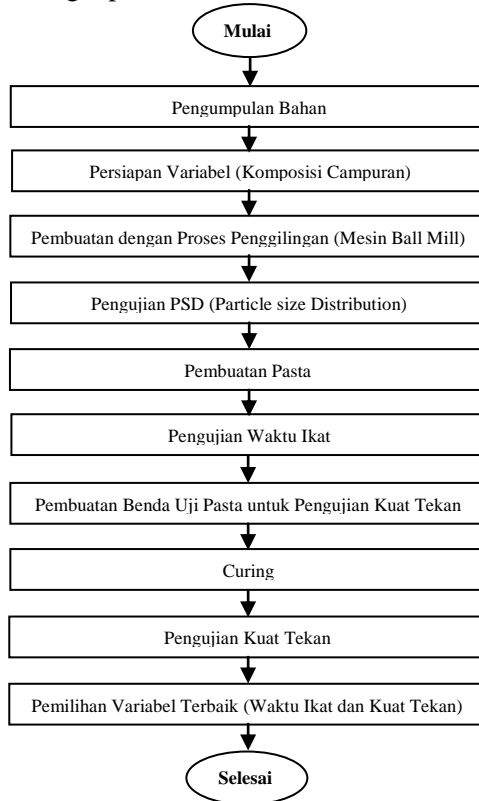 Mulai
Pengumpulan Bahan
Persiapan Variabel (Komposisi Campuran)
Pembuatan dengan Proses Penggilingan (Mesin Ball Mill)
Pengujian PSD (Particle size Distribution)
Pembuatan Pasta
Pengujian Waktu Ikat
Pembuatan Benda Uji Pasta untuk Pengujian Kuat Tekan
Curing
Pengujian Kuat Tekan
Pemilihan Variabel Terbaik (Waktu Ikat dan Kuat Tekan)
Selesai